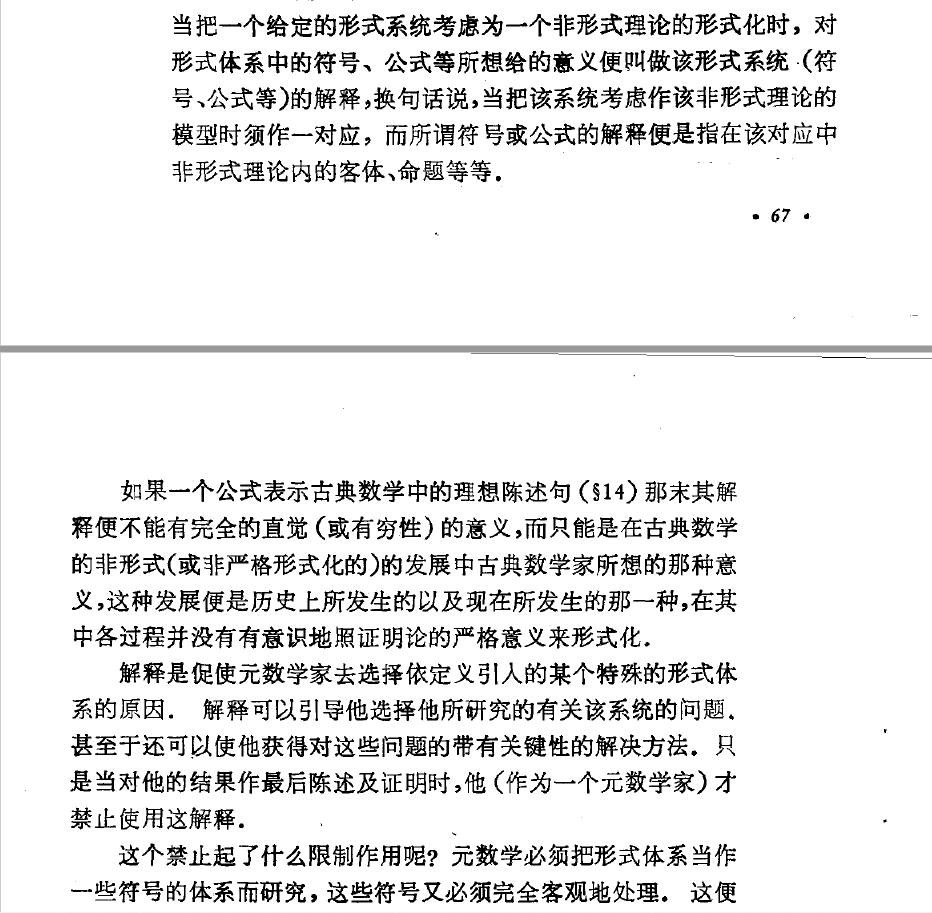 当把一个给定的形式系统考虑为一个非形式理论的形式化时，对
形式体系中的符号、公式等所想给的意义便叫做该形式系统（符
号、公式等）的解释，换句话说，当把该系统考虑作该非形式理论的
模型时须作一对应，而所谓符号或公式的解释便是指在该对应中
非形式理论内的客体、命题等等．
• 67 •
如果一个公式表示古典数学中的理想陈述句（§14）那末其解
释便不能有完全的直觉（或有穷性）的意义，而只能是在古典数学
的非形式（或非严格形式化的）的发展中古典数学家所想的那种意
义，这种发展便是历史上所发生的以及现在所发生的那一种，在其
中各过程并没有有意识地照证明论的严格意义来形式化．
解释是促使元数学家去选择依定义引入的某个特殊的形式体
系的原因． 解释可以引导他选择他所研究的有关该系统的问题．
甚至于还可以使他获得对这些问题的带有关键性的解决方法． 只
是当对他的结果作最后陈述及证明时，他（作为一个元数学家）才
禁止使用这解释．
这个禁止起了什么限制作用呢？ 元数学必须把形式体系当作
一些符号的体系而研究，这些符号又必须完全客观地处理． 这便